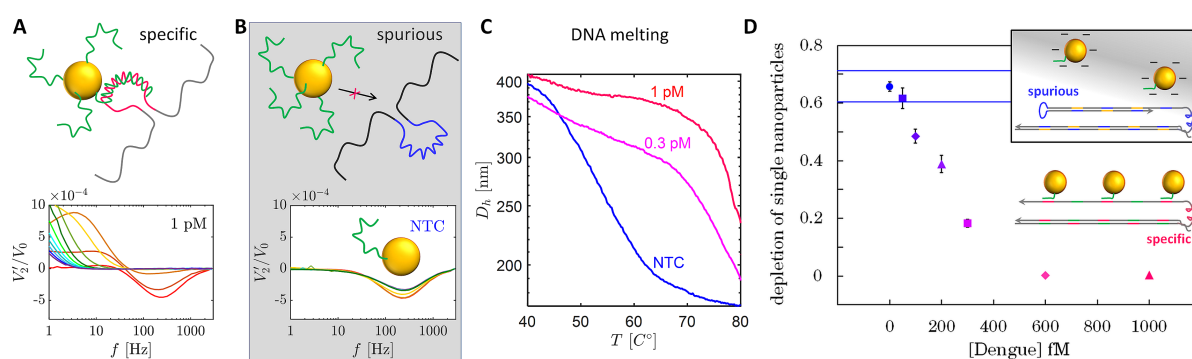 A
specific
×10⁻⁴
10
5
0
-5
1 pM
V₂′/V₀
1
10
100
1000
f [Hz]
B
spurious
×10⁻⁴
10
5
0
-5
NTC
V₂′/V₀
1
10
100
1000
f [Hz]
C
DNA melting
400
350
300
250
200
1 pM
0.3 pM
NTC
Dₕ [nm]
40
50
60
70
80
T [C°]
D
depletion of single nanoparticles
0.8
0.6
0.4
0.2
0
spurious
specific
0
200
400
600
800
1000
[Dengue] fM